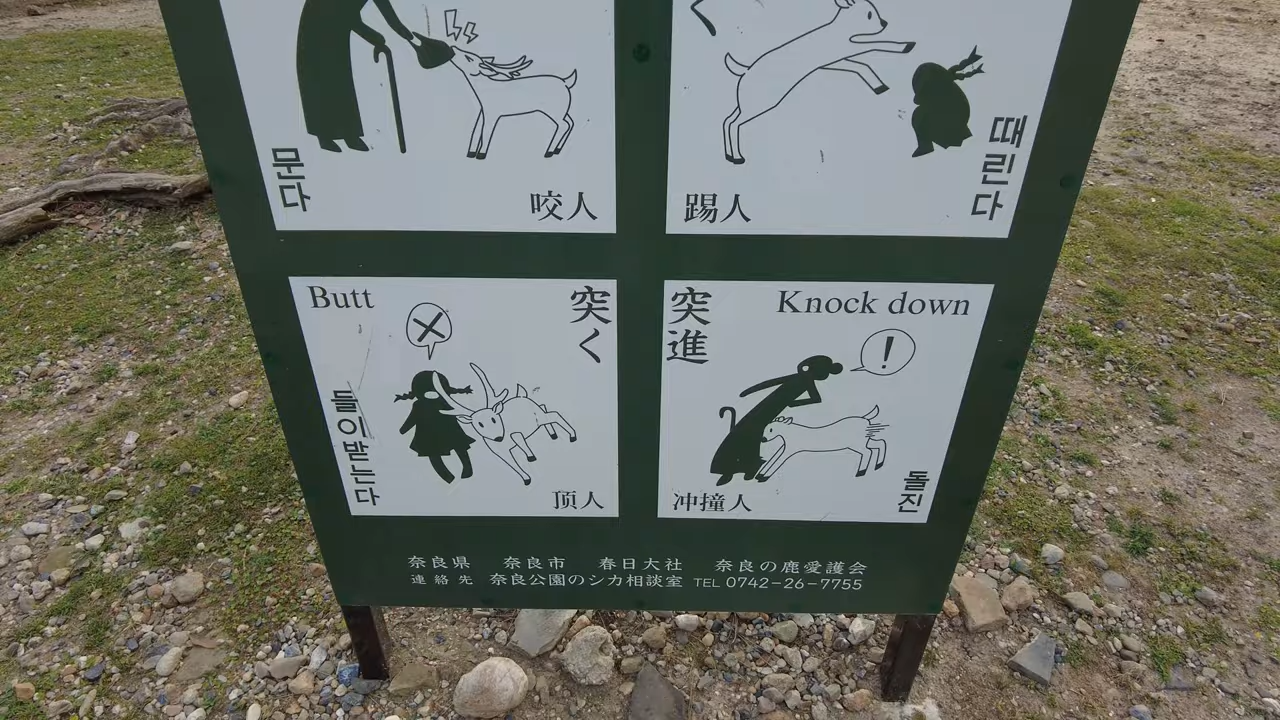 문다
咬人
踢人
때린다
Butt
突く
들이받는다
顶人
突進
Knock down
冲撞人
돌진
奈良県 奈良市 春日大社 奈良の鹿愛護会
連絡先 奈良公園のシカ相談室 TEL 0742-26-7755